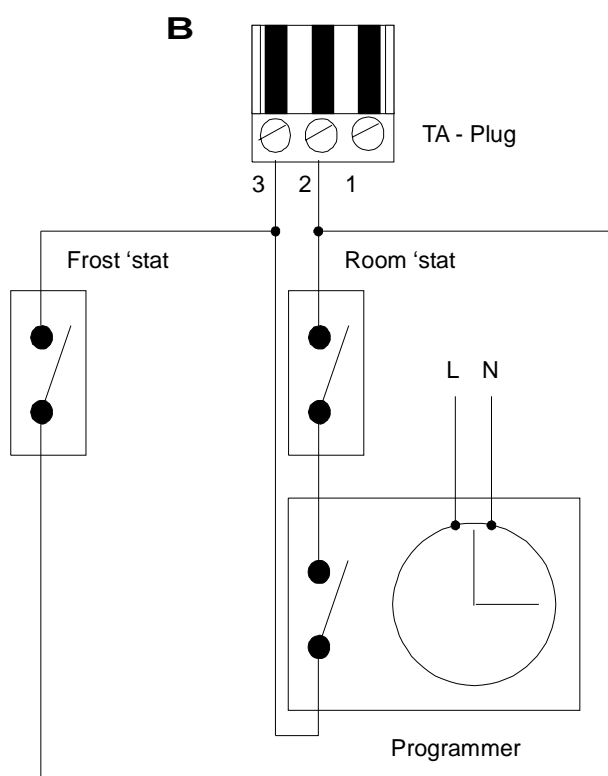 B
TA - Plug
3 2 1
Frost ‘stat
Room ‘stat
L N
Programmer